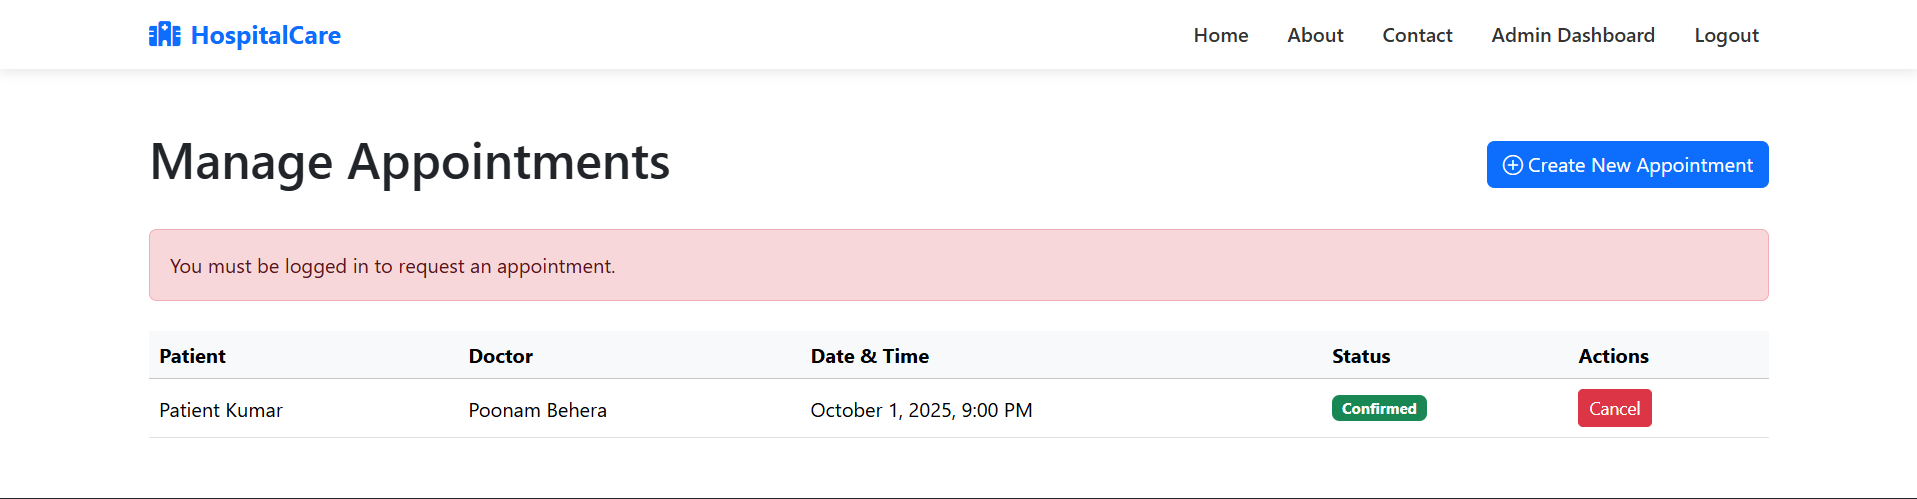 HospitalCare Home About Contact Admin Dashboard Logout
Manage Appointments Create New Appointment
You must be logged in to request an appointment.
Patient Doctor Date & Time Status Actions
Patient Kumar Poonam Behera October 1, 2025, 9:00 PM Confirmed Cancel